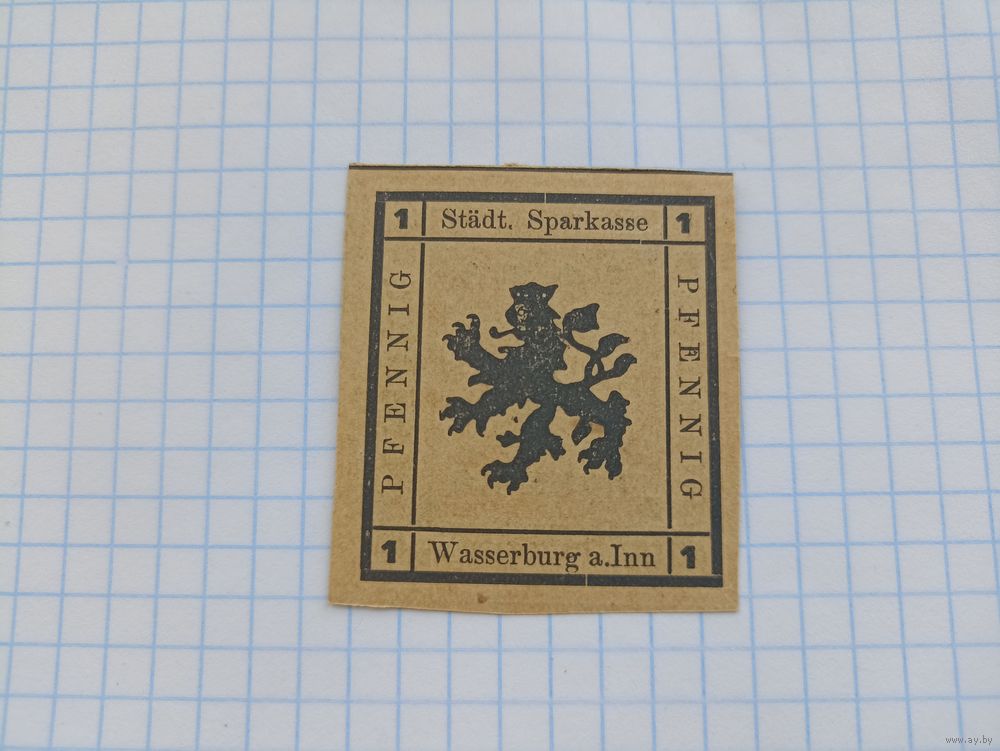 1 Städt. Sparkasse 1
PFENNIG
PFENNIG
1 Wasserburg a.Inn 1
www.ay.by